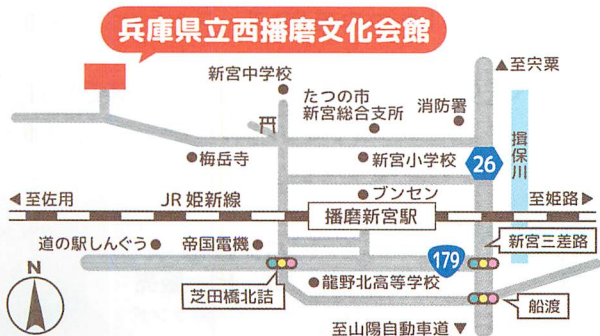 兵庫県立西播磨文化会館
▲至宍粟
新宮中学校
たつの市
新宮総合支所
消防署
揖保川
梅岳寺
新宮小学校
26
ブンセン
◀至佐用
JR 姫新線
播磨新宮駅
至姫路▶
道の駅しんぐう
帝国電機
179
新宮三差路
芝田橋北詰
龍野北高等学校
船渡
N
至山陽自動車道▼